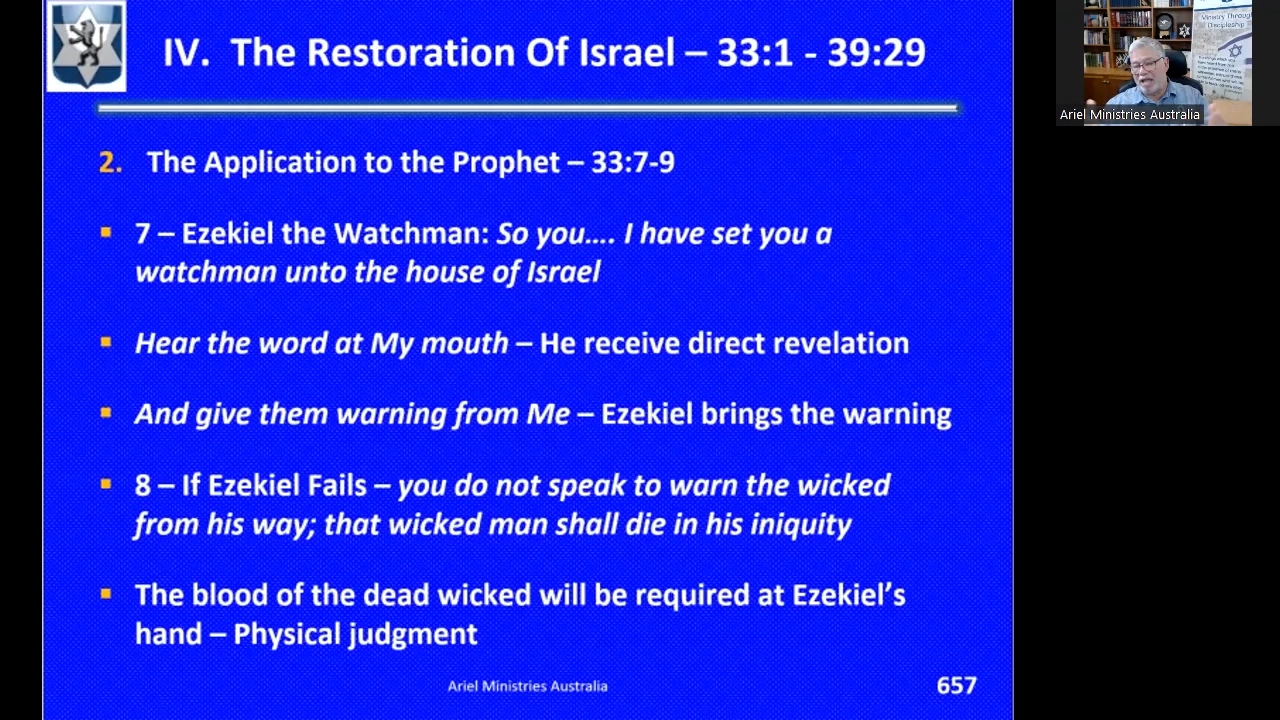 IV. The Restoration Of Israel – 33:1 - 39:29
2. The Application to the Prophet – 33:7-9
7 – Ezekiel the Watchman: So you…. I have set you a
watchman unto the house of Israel
Hear the word at My mouth – He receive direct revelation
And give them warning from Me – Ezekiel brings the warning
8 – If Ezekiel Fails – you do not speak to warn the wicked
from his way; that wicked man shall die in his iniquity
The blood of the dead wicked will be required at Ezekiel’s
hand – Physical judgment
Ariel Ministries Australia
657
Ministry Through
Discipleship
Ariel Ministries Australia